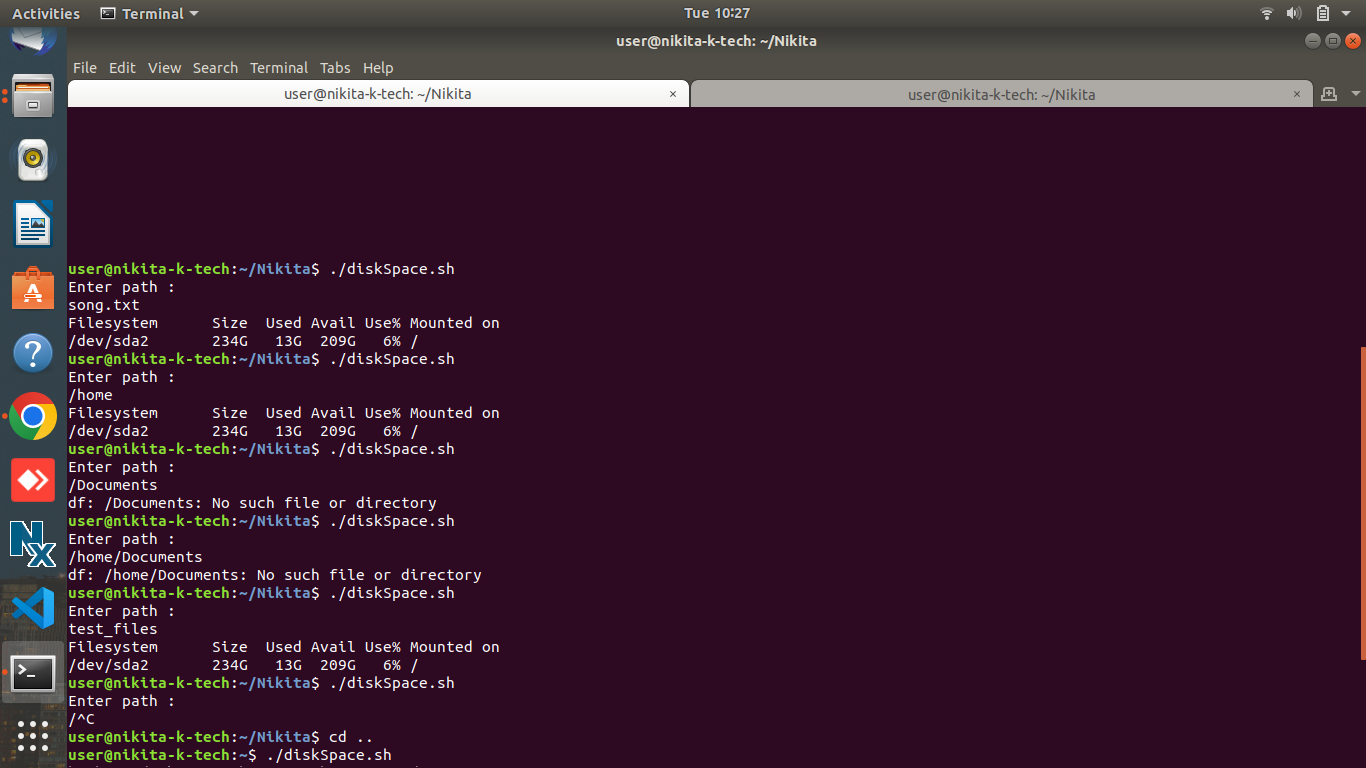 Activities Terminal Tue 10:27
user@nikita-k-tech: ~/Nikita
File Edit View Search Terminal Tabs Help
user@nikita-k-tech: ~/Nikita × user@nikita-k-tech: ~/Nikita ×
user@nikita-k-tech:~/Nikita$ ./diskSpace.sh
Enter path :
song.txt
Filesystem      Size  Used Avail Use% Mounted on
/dev/sda2       234G   13G  209G   6% /
user@nikita-k-tech:~/Nikita$ ./diskSpace.sh
Enter path :
/home
Filesystem      Size  Used Avail Use% Mounted on
/dev/sda2       234G   13G  209G   6% /
user@nikita-k-tech:~/Nikita$ ./diskSpace.sh
Enter path :
/Documents
df: /Documents: No such file or directory
user@nikita-k-tech:~/Nikita$ ./diskSpace.sh
Enter path :
/home/Documents
df: /home/Documents: No such file or directory
user@nikita-k-tech:~/Nikita$ ./diskSpace.sh
Enter path :
test_files
Filesystem      Size  Used Avail Use% Mounted on
/dev/sda2       234G   13G  209G   6% /
user@nikita-k-tech:~/Nikita$ ./diskSpace.sh
Enter path :
/^C
user@nikita-k-tech:~/Nikita$ cd ..
user@nikita-k-tech:~$ ./diskSpace.sh